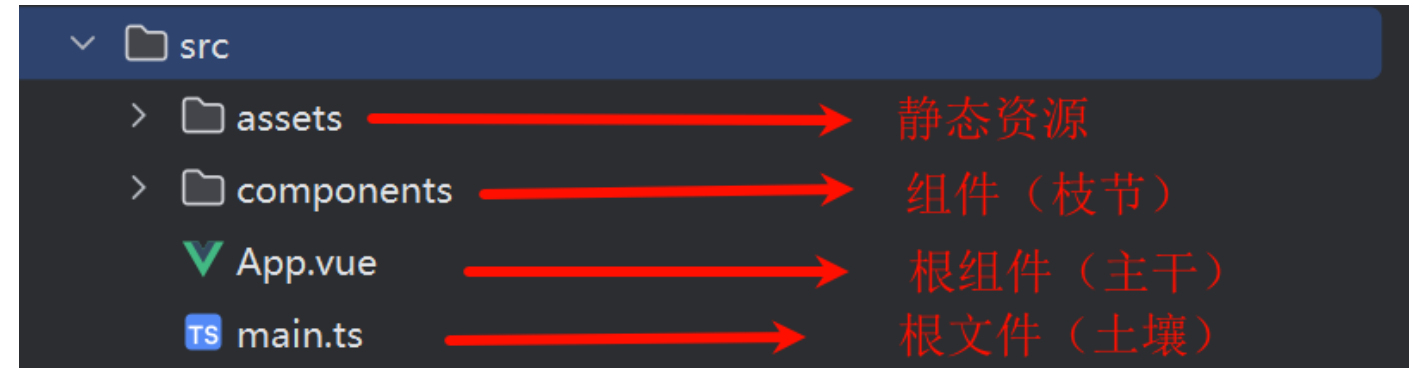 src
assets 静态资源
components 组件（枝节）
App.vue 根组件（主干）
TS main.ts 根文件（土壤）